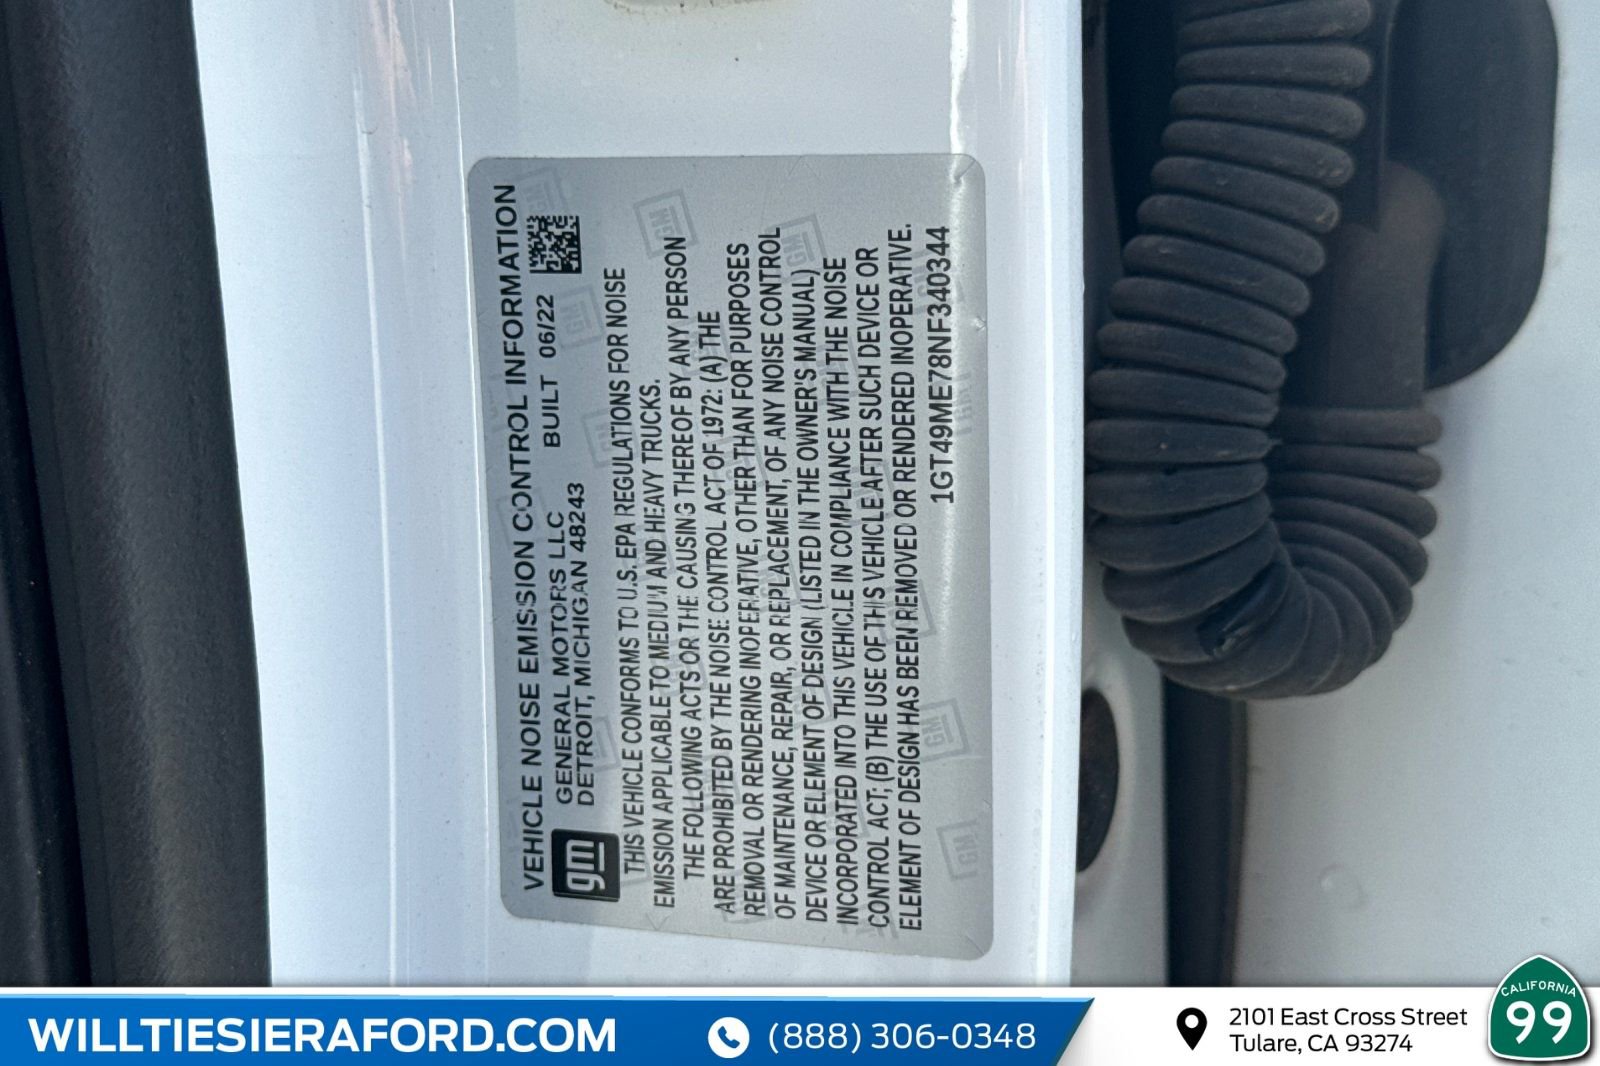 VEHICLE NOISE EMISSION CONTROL INFORMATION
gm
GENERAL MOTORS LLC BUILT 06/22
DETROIT, MICHIGAN 48243
THIS VEHICLE CONFORMS TO U.S. EPA REGULATIONS FOR NOISE
EMISSION APPLICABLE TO MEDIUM AND HEAVY TRUCKS.
THE FOLLOWING ACTS OR THE CAUSING THEREOF BY ANY PERSON
ARE PROHIBITED BY THE NOISE CONTROL ACT OF 1972: (A) THE
REMOVAL OR RENDERING INOPERATIVE, OTHER THAN FOR PURPOSES
OF MAINTENANCE, REPAIR, OR REPLACEMENT, OF ANY NOISE CONTROL
DEVICE OR ELEMENT OF DESIGN (LISTED IN THE OWNER'S MANUAL)
INCORPORATED INTO THIS VEHICLE IN COMPLIANCE WITH THE NOISE
CONTROL ACT; (B) THE USE OF THIS VEHICLE AFTER SUCH DEVICE OR
ELEMENT OF DESIGN HAS BEEN REMOVED OR RENDERED INOPERATIVE.
1GT49ME78NF340344
WILLTIESIERAFORD.COM
(888) 306-0348
2101 East Cross Street
Tulare, CA 93274
CALIFORNIA
99